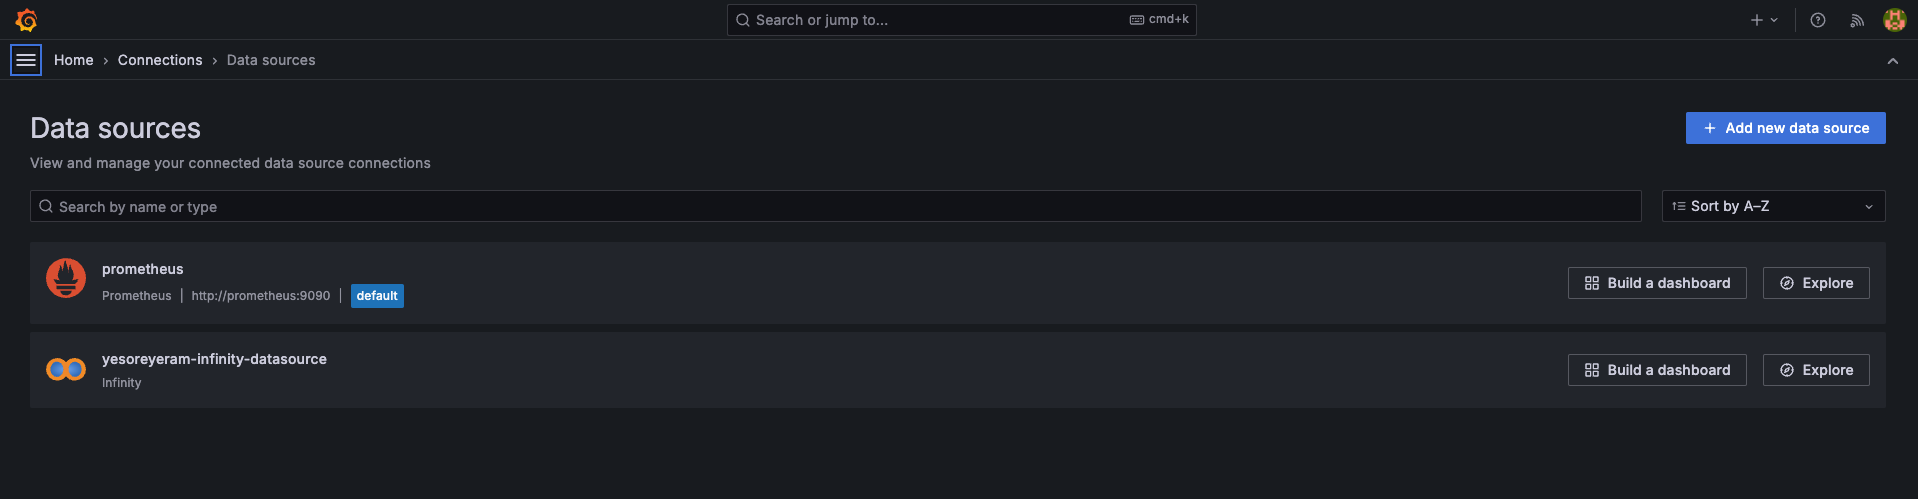 Search or jump to...
cmd+k
Home › Connections › Data sources
Data sources
Add new data source
View and manage your connected data source connections
Search by name or type
Sort by A–Z
prometheus
Prometheus | http://prometheus:9090 | default
Build a dashboard
Explore
yesoreyeram-infinity-datasource
Infinity
Build a dashboard
Explore